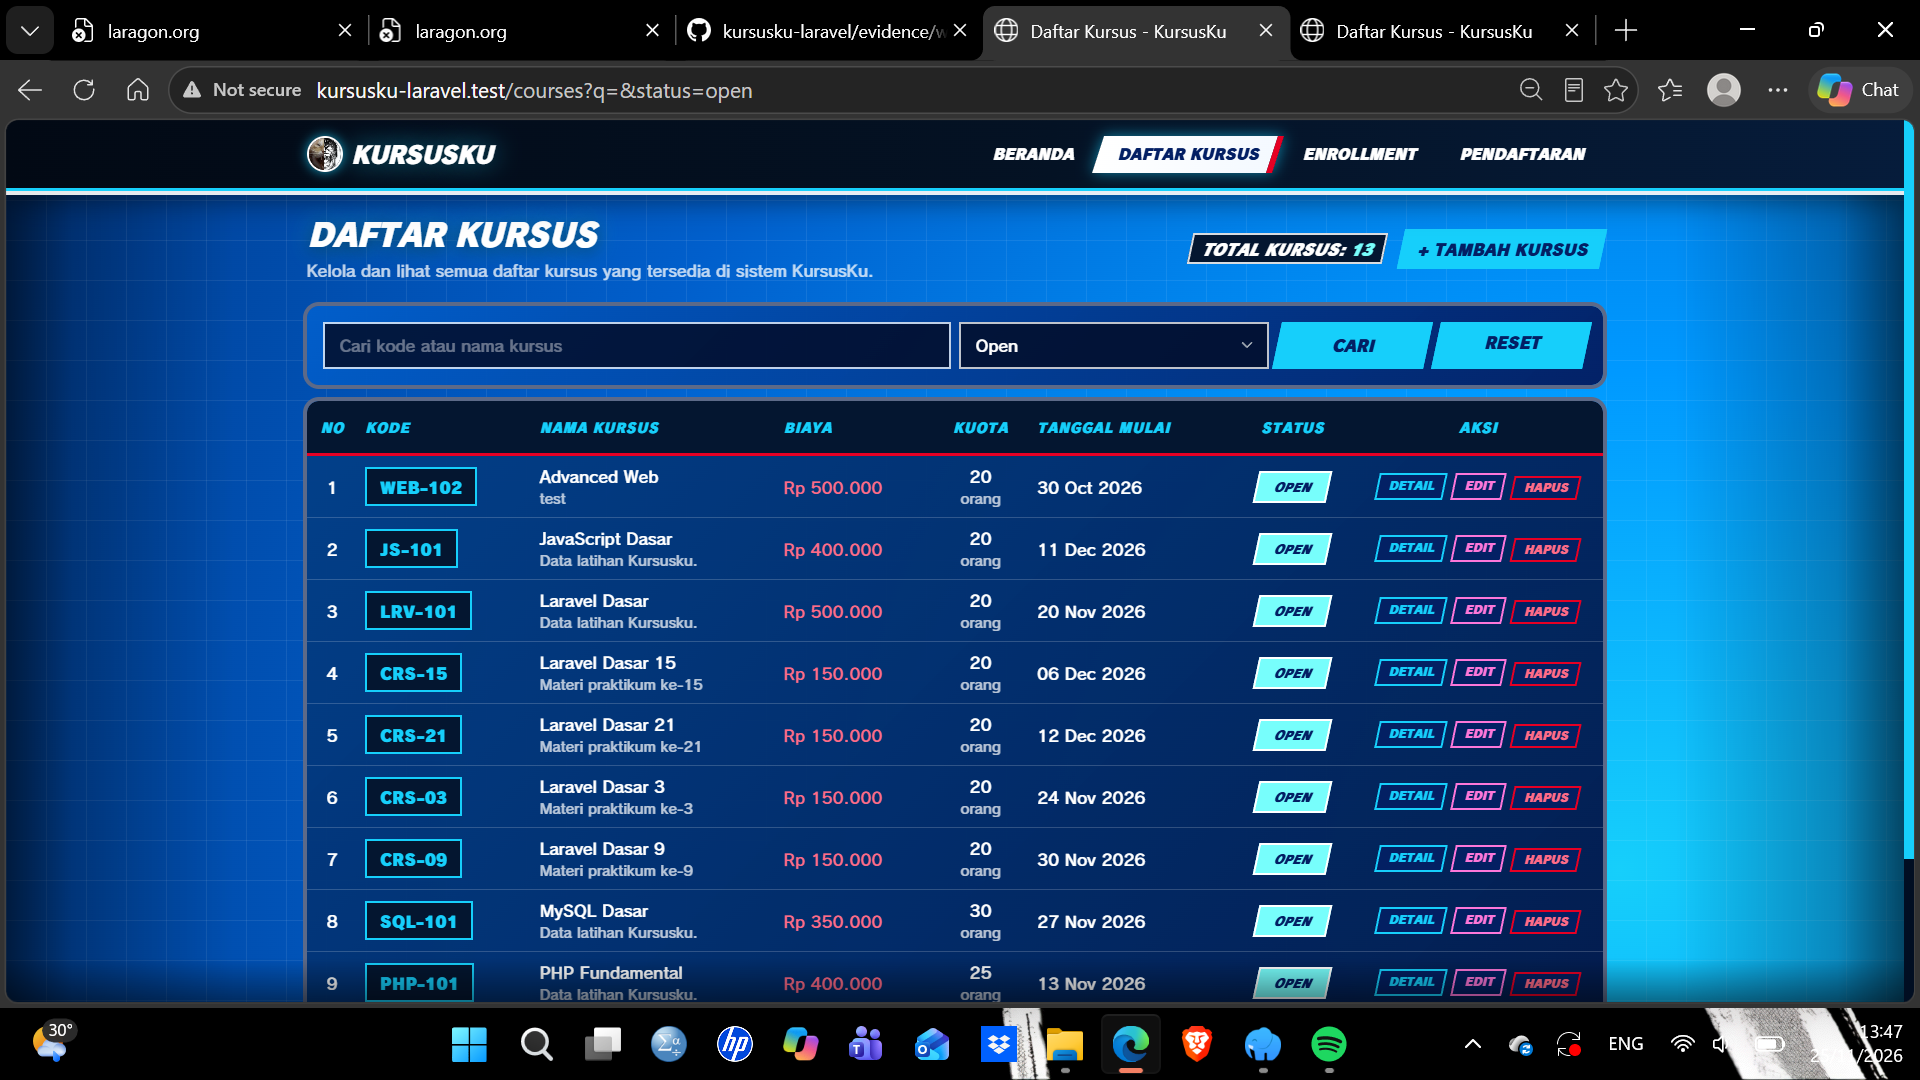 laragon.org
laragon.org
kursusku-laravel/evidence/w
Daftar Kursus - KursusKu
Daftar Kursus - KursusKu
Not secure
kursusku-laravel.test/courses?q=&status=open
Chat
KURSUSKU
BERANDA
DAFTAR KURSUS
ENROLLMENT
PENDAFTARAN
DAFTAR KURSUS
Kelola dan lihat semua daftar kursus yang tersedia di sistem KursusKu.
TOTAL KURSUS: 13
+ TAMBAH KURSUS
Cari kode atau nama kursus
Open
CARI
RESET
NO KODE NAMA KURSUS BIAYA KUOTA TANGGAL MULAI STATUS AKSI
1 WEB-102 Advanced Web Rp 500.000 20 30 Oct 2026 OPEN DETAIL EDIT HAPUS
test orang
2 JS-101 JavaScript Dasar Rp 400.000 20 11 Dec 2026 OPEN DETAIL EDIT HAPUS
Data latihan Kursusku. orang
3 LRV-101 Laravel Dasar Rp 500.000 20 20 Nov 2026 OPEN DETAIL EDIT HAPUS
Data latihan Kursusku. orang
4 CRS-15 Laravel Dasar 15 Rp 150.000 20 06 Dec 2026 OPEN DETAIL EDIT HAPUS
Materi praktikum ke-15 orang
5 CRS-21 Laravel Dasar 21 Rp 150.000 20 12 Dec 2026 OPEN DETAIL EDIT HAPUS
Materi praktikum ke-21 orang
6 CRS-03 Laravel Dasar 3 Rp 150.000 20 24 Nov 2026 OPEN DETAIL EDIT HAPUS
Materi praktikum ke-3 orang
7 CRS-09 Laravel Dasar 9 Rp 150.000 20 30 Nov 2026 OPEN DETAIL EDIT HAPUS
Materi praktikum ke-9 orang
8 SQL-101 MySQL Dasar Rp 350.000 30 27 Nov 2026 OPEN DETAIL EDIT HAPUS
Data latihan Kursusku. orang
9 PHP-101 PHP Fundamental Rp 400.000 25 13 Nov 2026 OPEN DETAIL EDIT HAPUS
Data latihan Kursusku. orang
30°
ENG
13:47